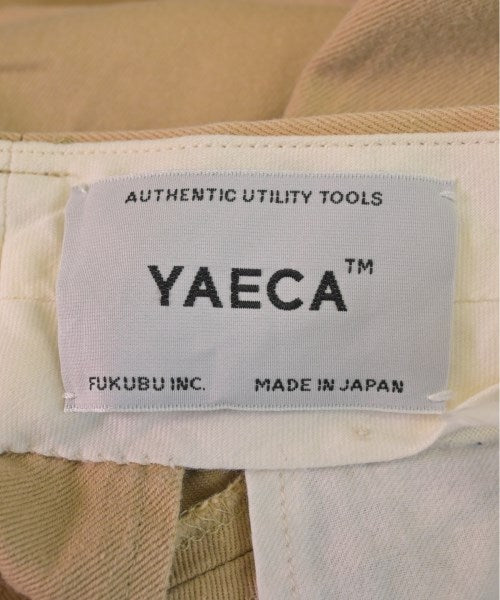 AUTHENTIC UTILITY TOOLS
YAECA™
FUKUBU INC. MADE IN JAPAN